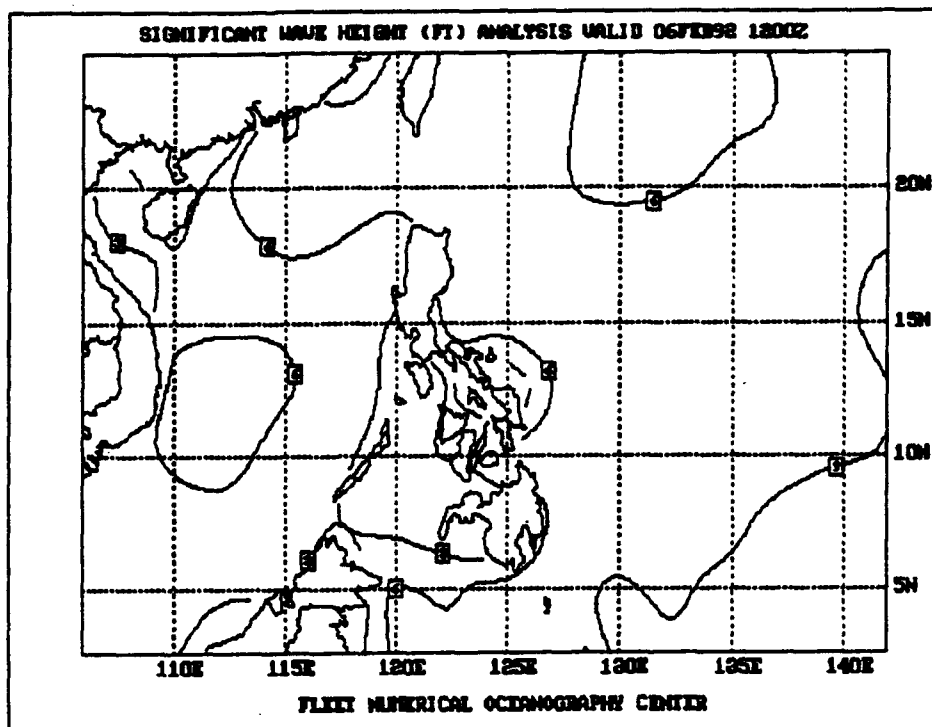 SIGNIFICANT WAVE HEIGHT (FT) ANALYSIS VALID 06FEB92 1200Z
20N
15N
10N
5N
110E 115E 120E 125E 130E 135E 140E
FLEET NUMERICAL OCEANOGRAPHY CENTER